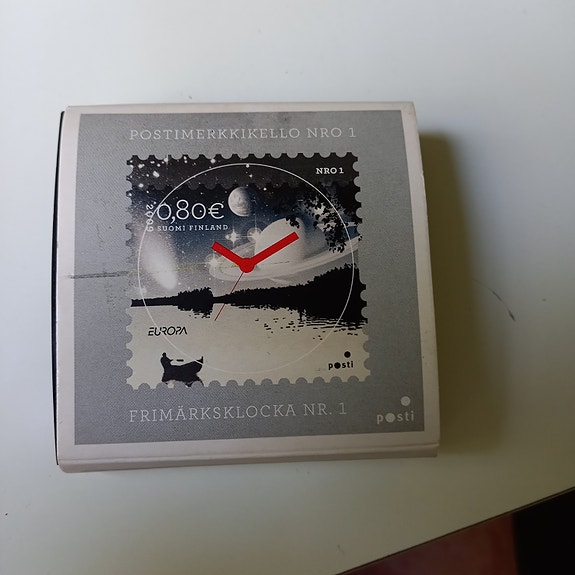 POSTIMERKKIKELLO NRO 1
NRO 1
2009
0,80€
SUOMI FINLAND
EUROPA
posti
FRIMÄRKSKLOCKA NR. 1
posti